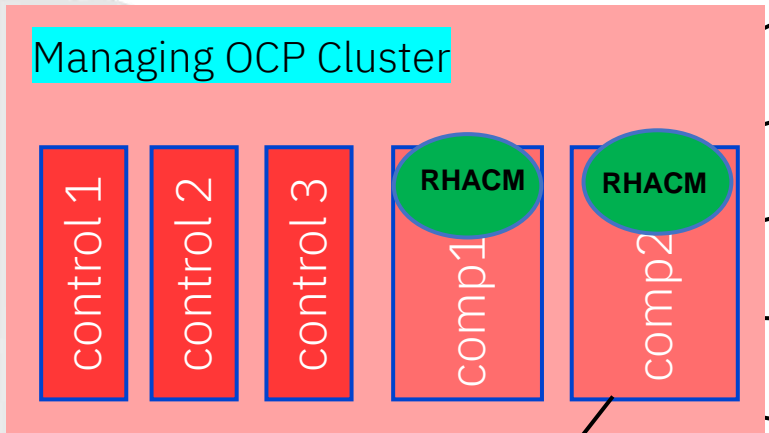 Managing OCP Cluster
control 1
control 2
control 3
RHACM
comp1
RHACM
comp2